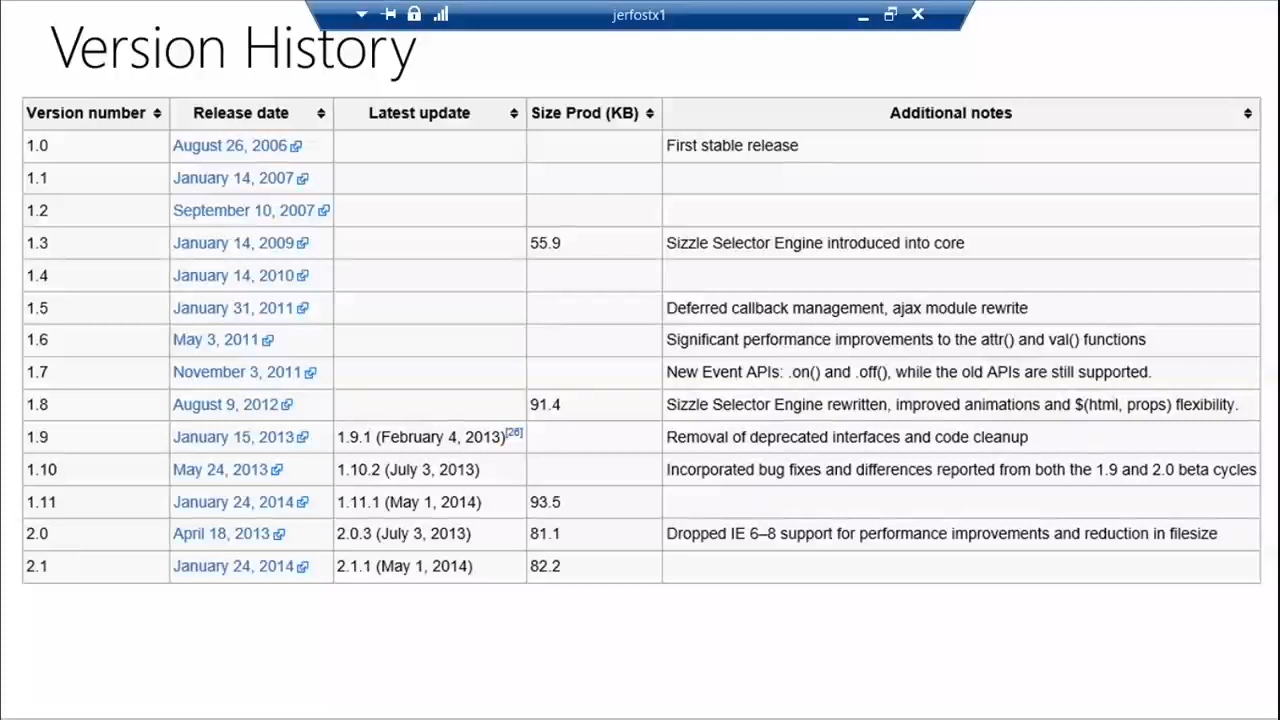 jerfostx1
Version History
Version number Release date Latest update Size Prod (KB) Additional notes
1.0 August 26, 2006 First stable release
1.1 January 14, 2007
1.2 September 10, 2007
1.3 January 14, 2009 55.9 Sizzle Selector Engine introduced into core
1.4 January 14, 2010
1.5 January 31, 2011 Deferred callback management, ajax module rewrite
1.6 May 3, 2011 Significant performance improvements to the attr() and val() functions
1.7 November 3, 2011 New Event APIs: .on() and .off(), while the old APIs are still supported.
1.8 August 9, 2012 91.4 Sizzle Selector Engine rewritten, improved animations and $(html, props) flexibility.
1.9 January 15, 2013 1.9.1 (February 4, 2013)[26] Removal of deprecated interfaces and code cleanup
1.10 May 24, 2013 1.10.2 (July 3, 2013) Incorporated bug fixes and differences reported from both the 1.9 and 2.0 beta cycles
1.11 January 24, 2014 1.11.1 (May 1, 2014) 93.5
2.0 April 18, 2013 2.0.3 (July 3, 2013) 81.1 Dropped IE 6–8 support for performance improvements and reduction in filesize
2.1 January 24, 2014 2.1.1 (May 1, 2014) 82.2